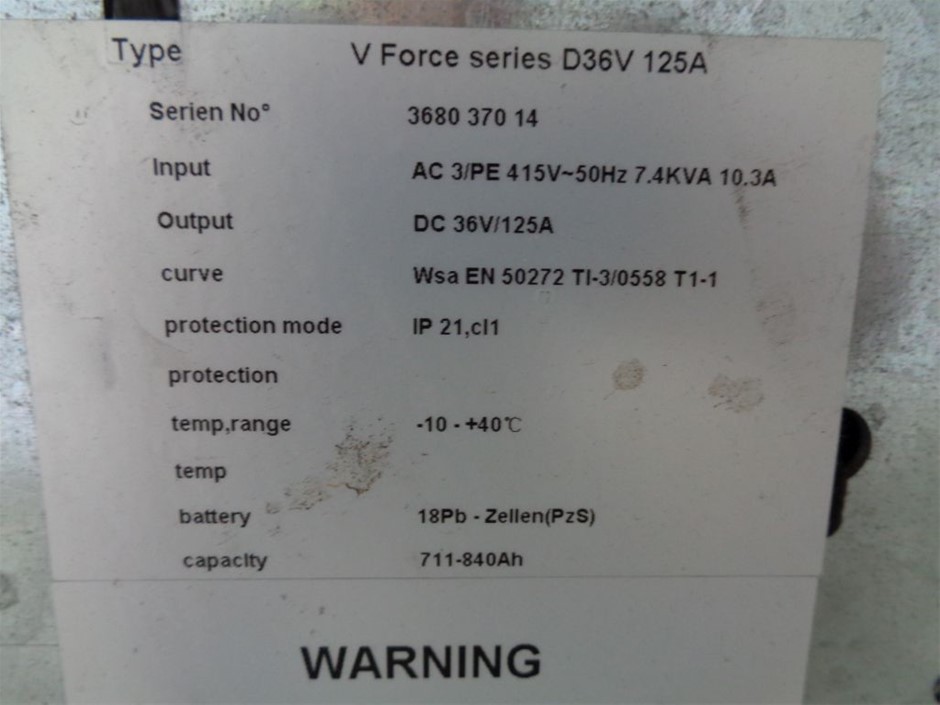 Type V Force series D36V 125A
Serien No° 3680 370 14
Input AC 3/PE 415V~50Hz 7.4KVA 10.3A
Output DC 36V/125A
curve Wsa EN 50272 TI-3/0558 T1-1
protection mode IP 21,cl1
protection
temp,range -10 - +40℃
temp
battery 18Pb - Zellen(PzS)
capacity 711-840Ah
WARNING